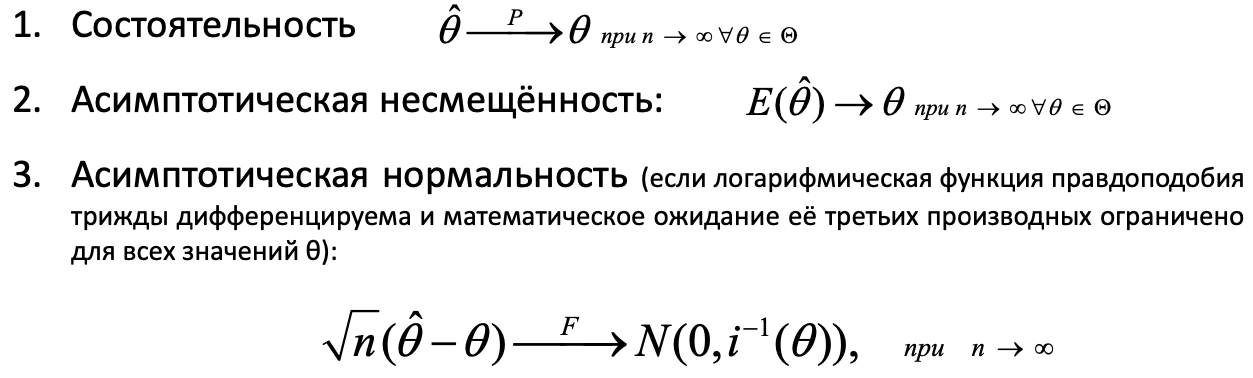 1. Состоятельность θ̂ —P→ θ при n → ∞ ∀θ ∈ Θ
2. Асимптотическая несмещённость: E(θ̂) → θ при n → ∞ ∀θ ∈ Θ
3. Асимптотическая нормальность (если логарифмическая функция правдоподобия
трижды дифференцируема и математическое ожидание её третьих производных ограничено
для всех значений θ):
√n(θ̂ − θ) —F→ N(0, i⁻¹(θ)), при n → ∞